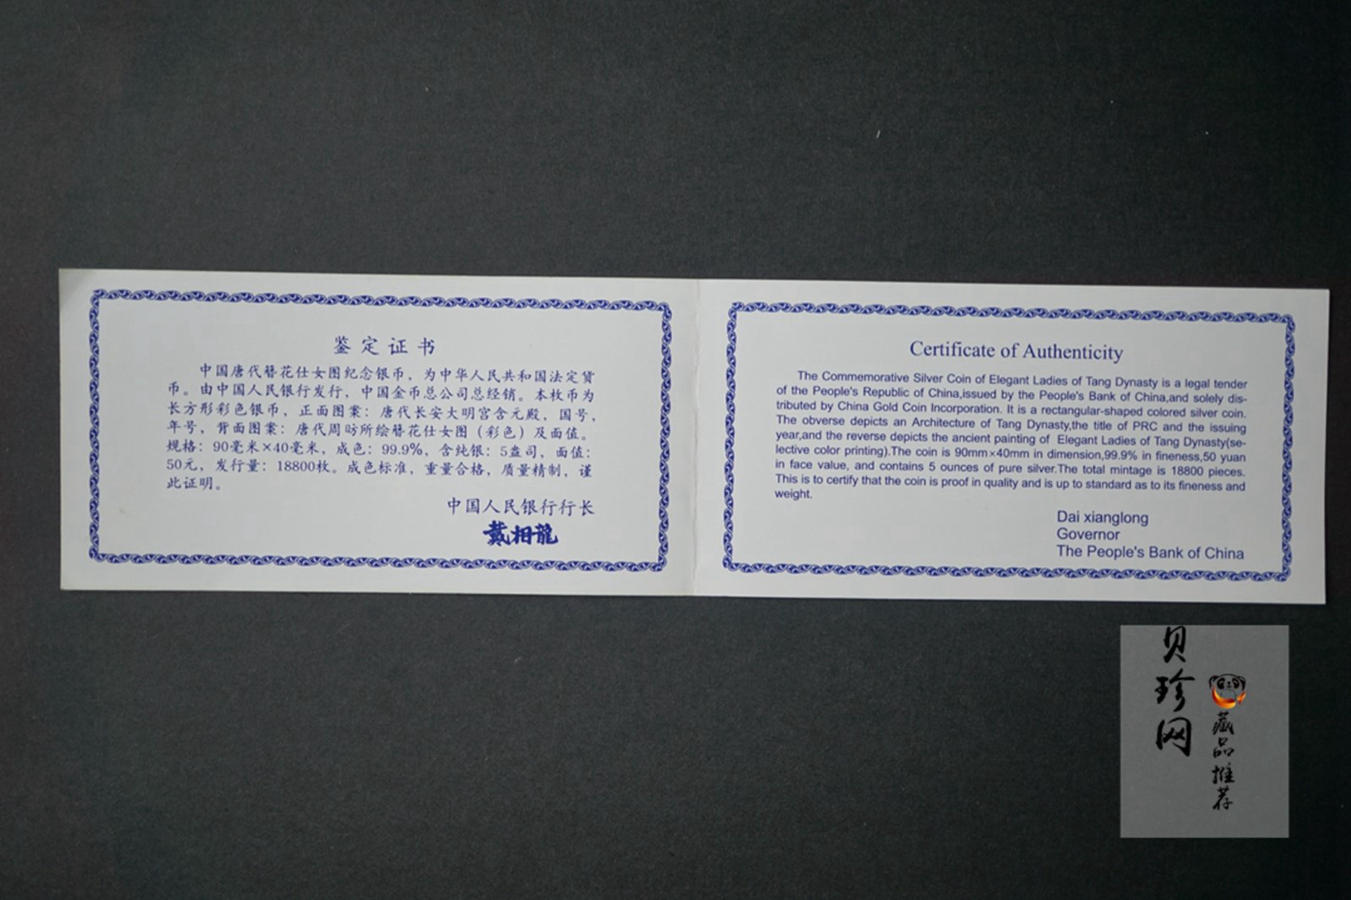 鉴定证书
中国唐代簪花仕女图纪念银币，为中华人民共和国法定货
币。由中国人民银行发行，中国金币总公司总经销。本枚币为
长方形彩色银币，正面图案：唐代长安大明宫含元殿，国号，
年号，背面图案：唐代周昉所绘簪花仕女图（彩色）及面值。
规格：90毫米×40毫米，成色：99.9%，含纯银：5盎司，面值：
50元，发行量：18800枚。成色标准，重量合格，质量精制，谨
此证明。
中国人民银行行长
戴相龍
Certificate of Authenticity
The Commemorative Silver Coin of Elegant Ladies of Tang Dynasty is a legal tender
of the People's Republic of China,issued by the People's Bank of China,and solely dis-
tributed by China Gold Coin Incorporation. It is a rectangular-shaped colored silver coin.
The obverse depicts an Architecture of Tang Dynasty,the title of PRC and the issuing
year,and the reverse depicts the ancient painting of Elegant Ladies of Tang Dynasty(se-
lective color printing).The coin is 90mm×40mm in dimension,99.9% in fineness,50 yuan
in face value, and contains 5 ounces of pure silver.The total mintage is 18800 pieces.
This is to certify that the coin is proof in quality and is up to standard as to its fineness and
weight.
Dai xianglong
Governor
The People's Bank of China
贝珍网
藏品推荐